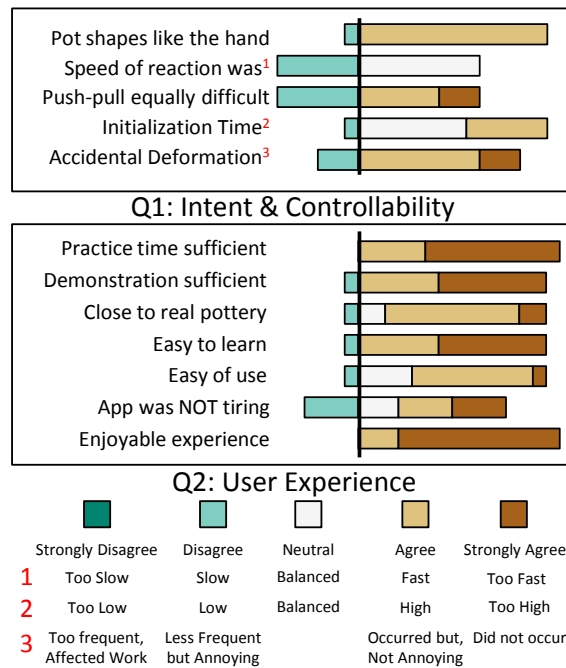 Pot shapes like the hand
Speed of reaction was1
Push-pull equally difficult
Initialization Time2
Accidental Deformation3
Q1: Intent & Controllability
Practice time sufficient
Demonstration sufficient
Close to real pottery
Easy to learn
Easy of use
App was NOT tiring
Enjoyable experience
Q2: User Experience
Strongly Disagree Disagree Neutral Agree Strongly Agree
1 Too Slow Slow Balanced Fast Too Fast
2 Too Low Low Balanced High Too High
3 Too frequent, Less Frequent Occurred but, Did not occur
Affected Work but Annoying Not Annoying